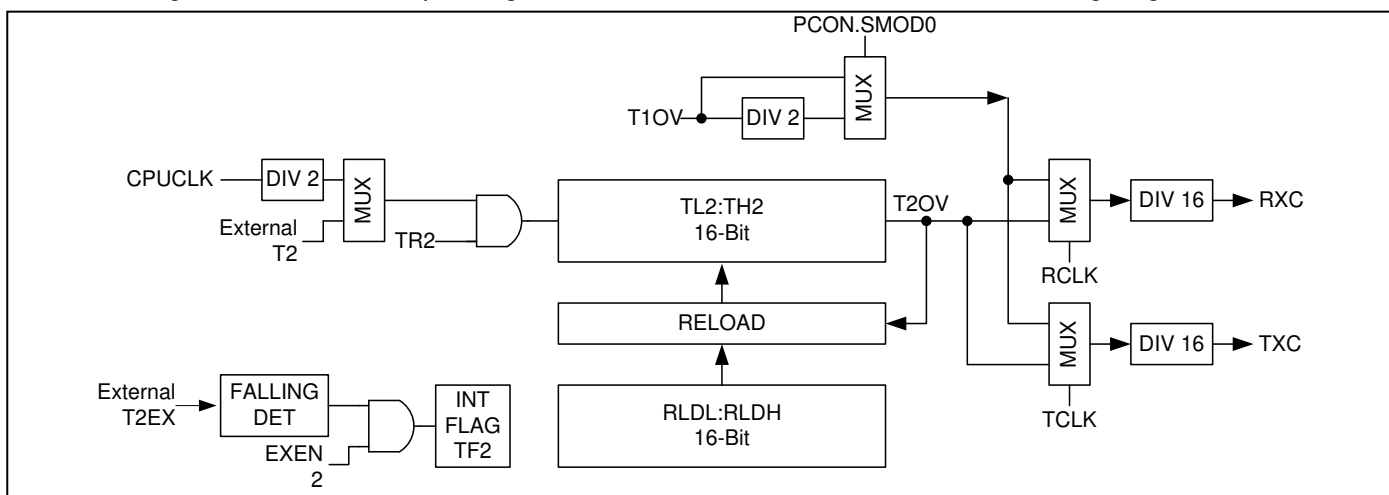 PCON.SMOD0
MUX
T1OV
DIV 2
CPUCLK
DIV 2
MUX
External
T2
TR2
TL2:TH2
16-Bit
T2OV
MUX
DIV 16
RXC
RCLK
RELOAD
MUX
DIV 16
TXC
TCLK
External
T2EX
FALLING
DET
EXEN
2
INT
FLAG
TF2
RLDL:RLDH
16-Bit